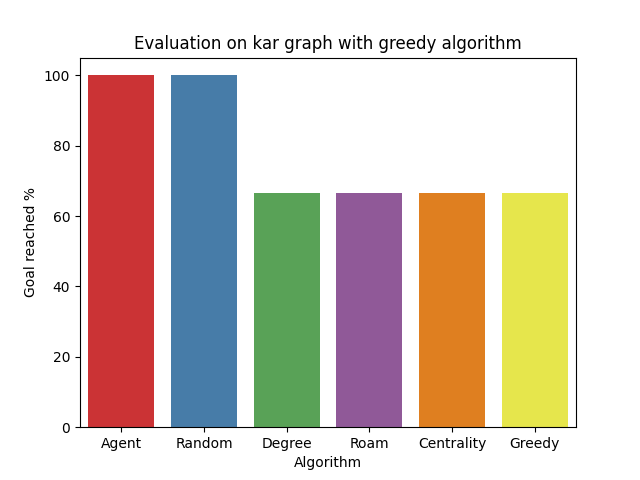 Evaluation on kar graph with greedy algorithm
100
80
60
40
20
0
Goal reached %
Agent Random Degree Roam Centrality Greedy
Algorithm